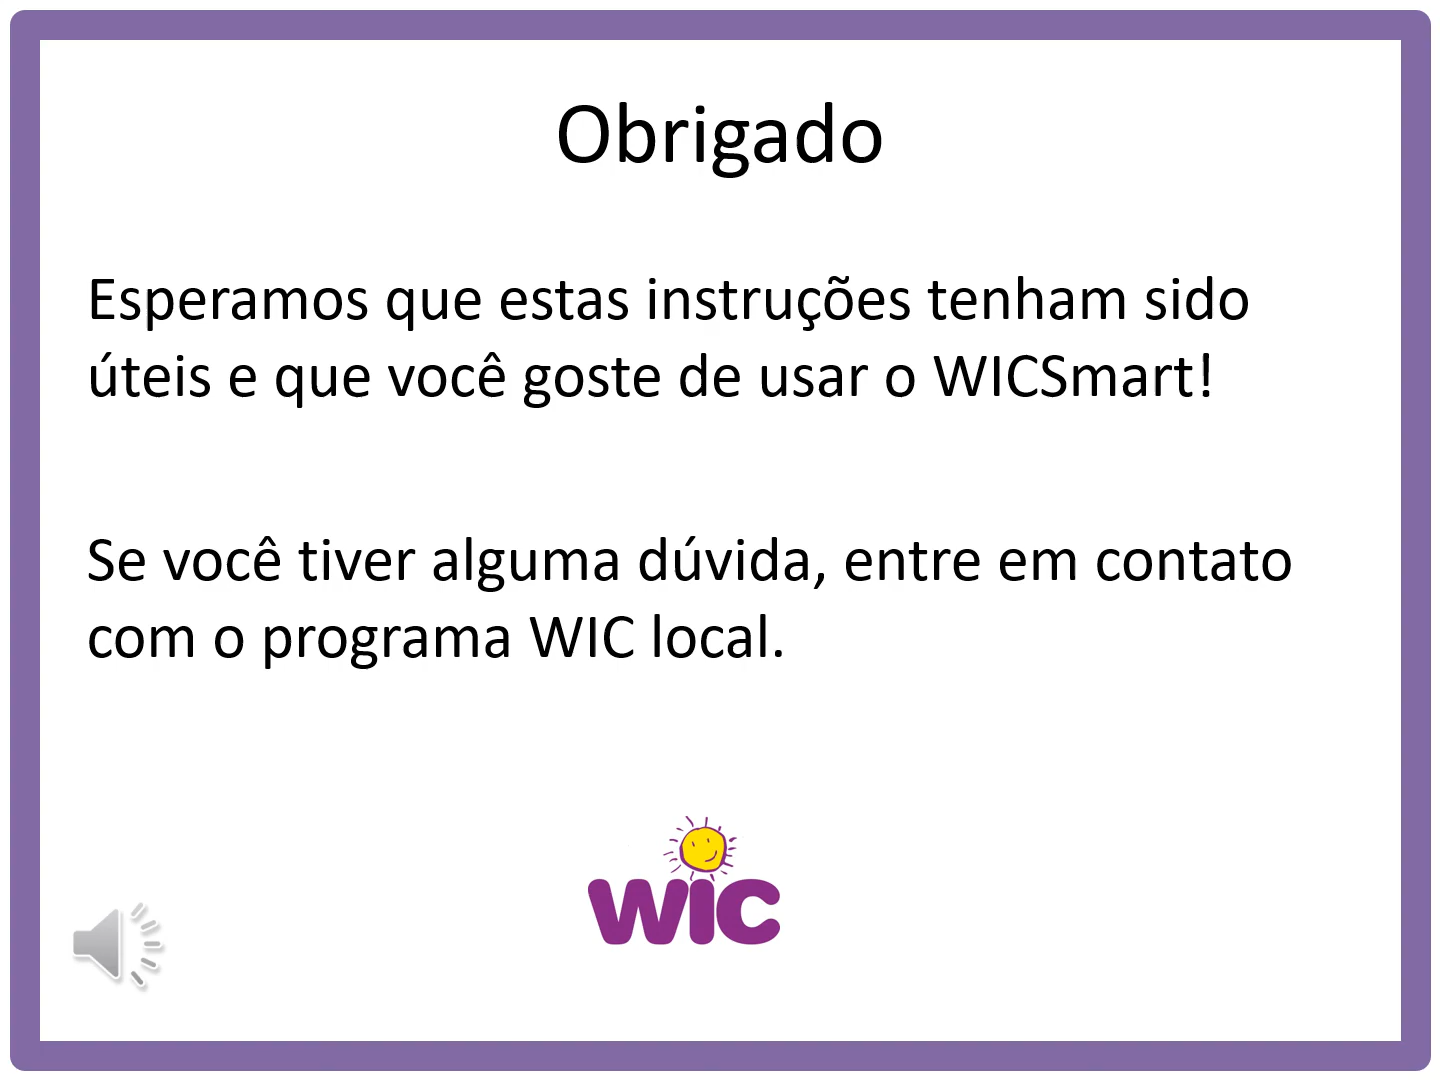 Obrigado
Esperamos que estas instruções tenham sido
úteis e que você goste de usar o WICSmart!
Se você tiver alguma dúvida, entre em contato
com o programa WIC local.
WIC